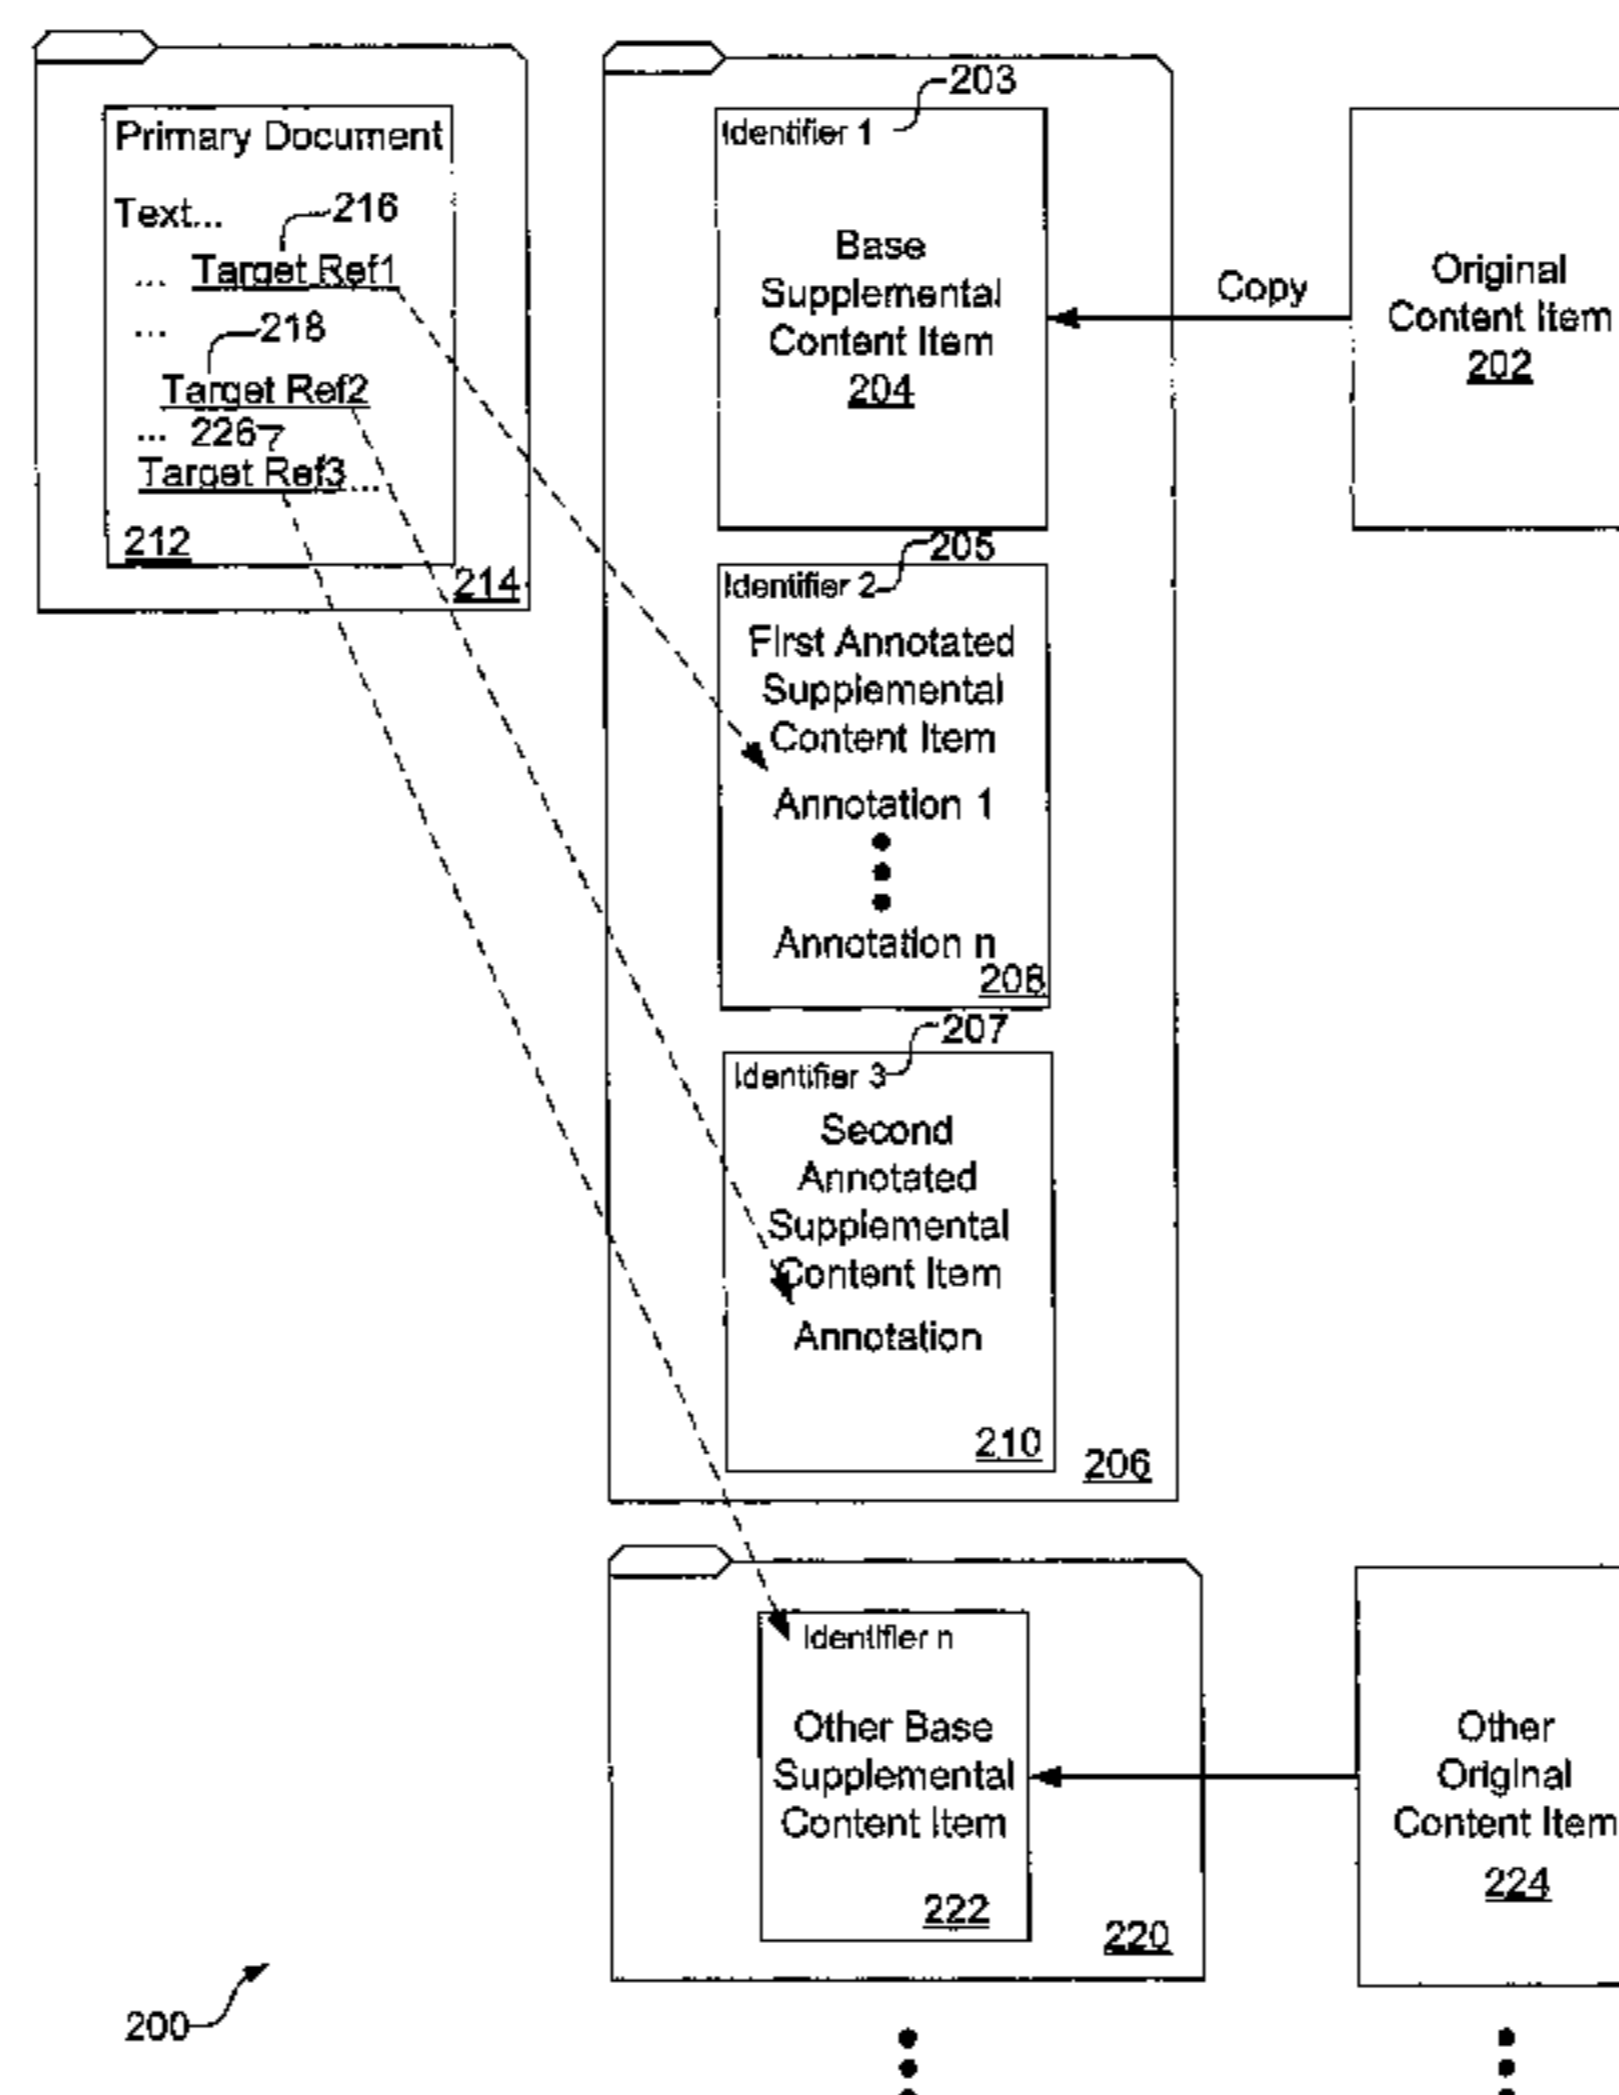 Primary Document
Text...
216
... Target Ref1
...
218
Target Ref2
... 226
Target Ref3 ...
212
214
203
Identifier 1
Base
Supplemental
Content Item
204
Copy
Original
Content Item
202
205
Identifier 2
First Annotated
Supplemental
Content Item
Annotation 1
Annotation n
208
207
Identifier 3
Second
Annotated
Supplemental
Content Item
Annotation
210
206
Identifier n
Other Base
Supplemental
Content Item
222
220
Other
Original
Content Item
224
200